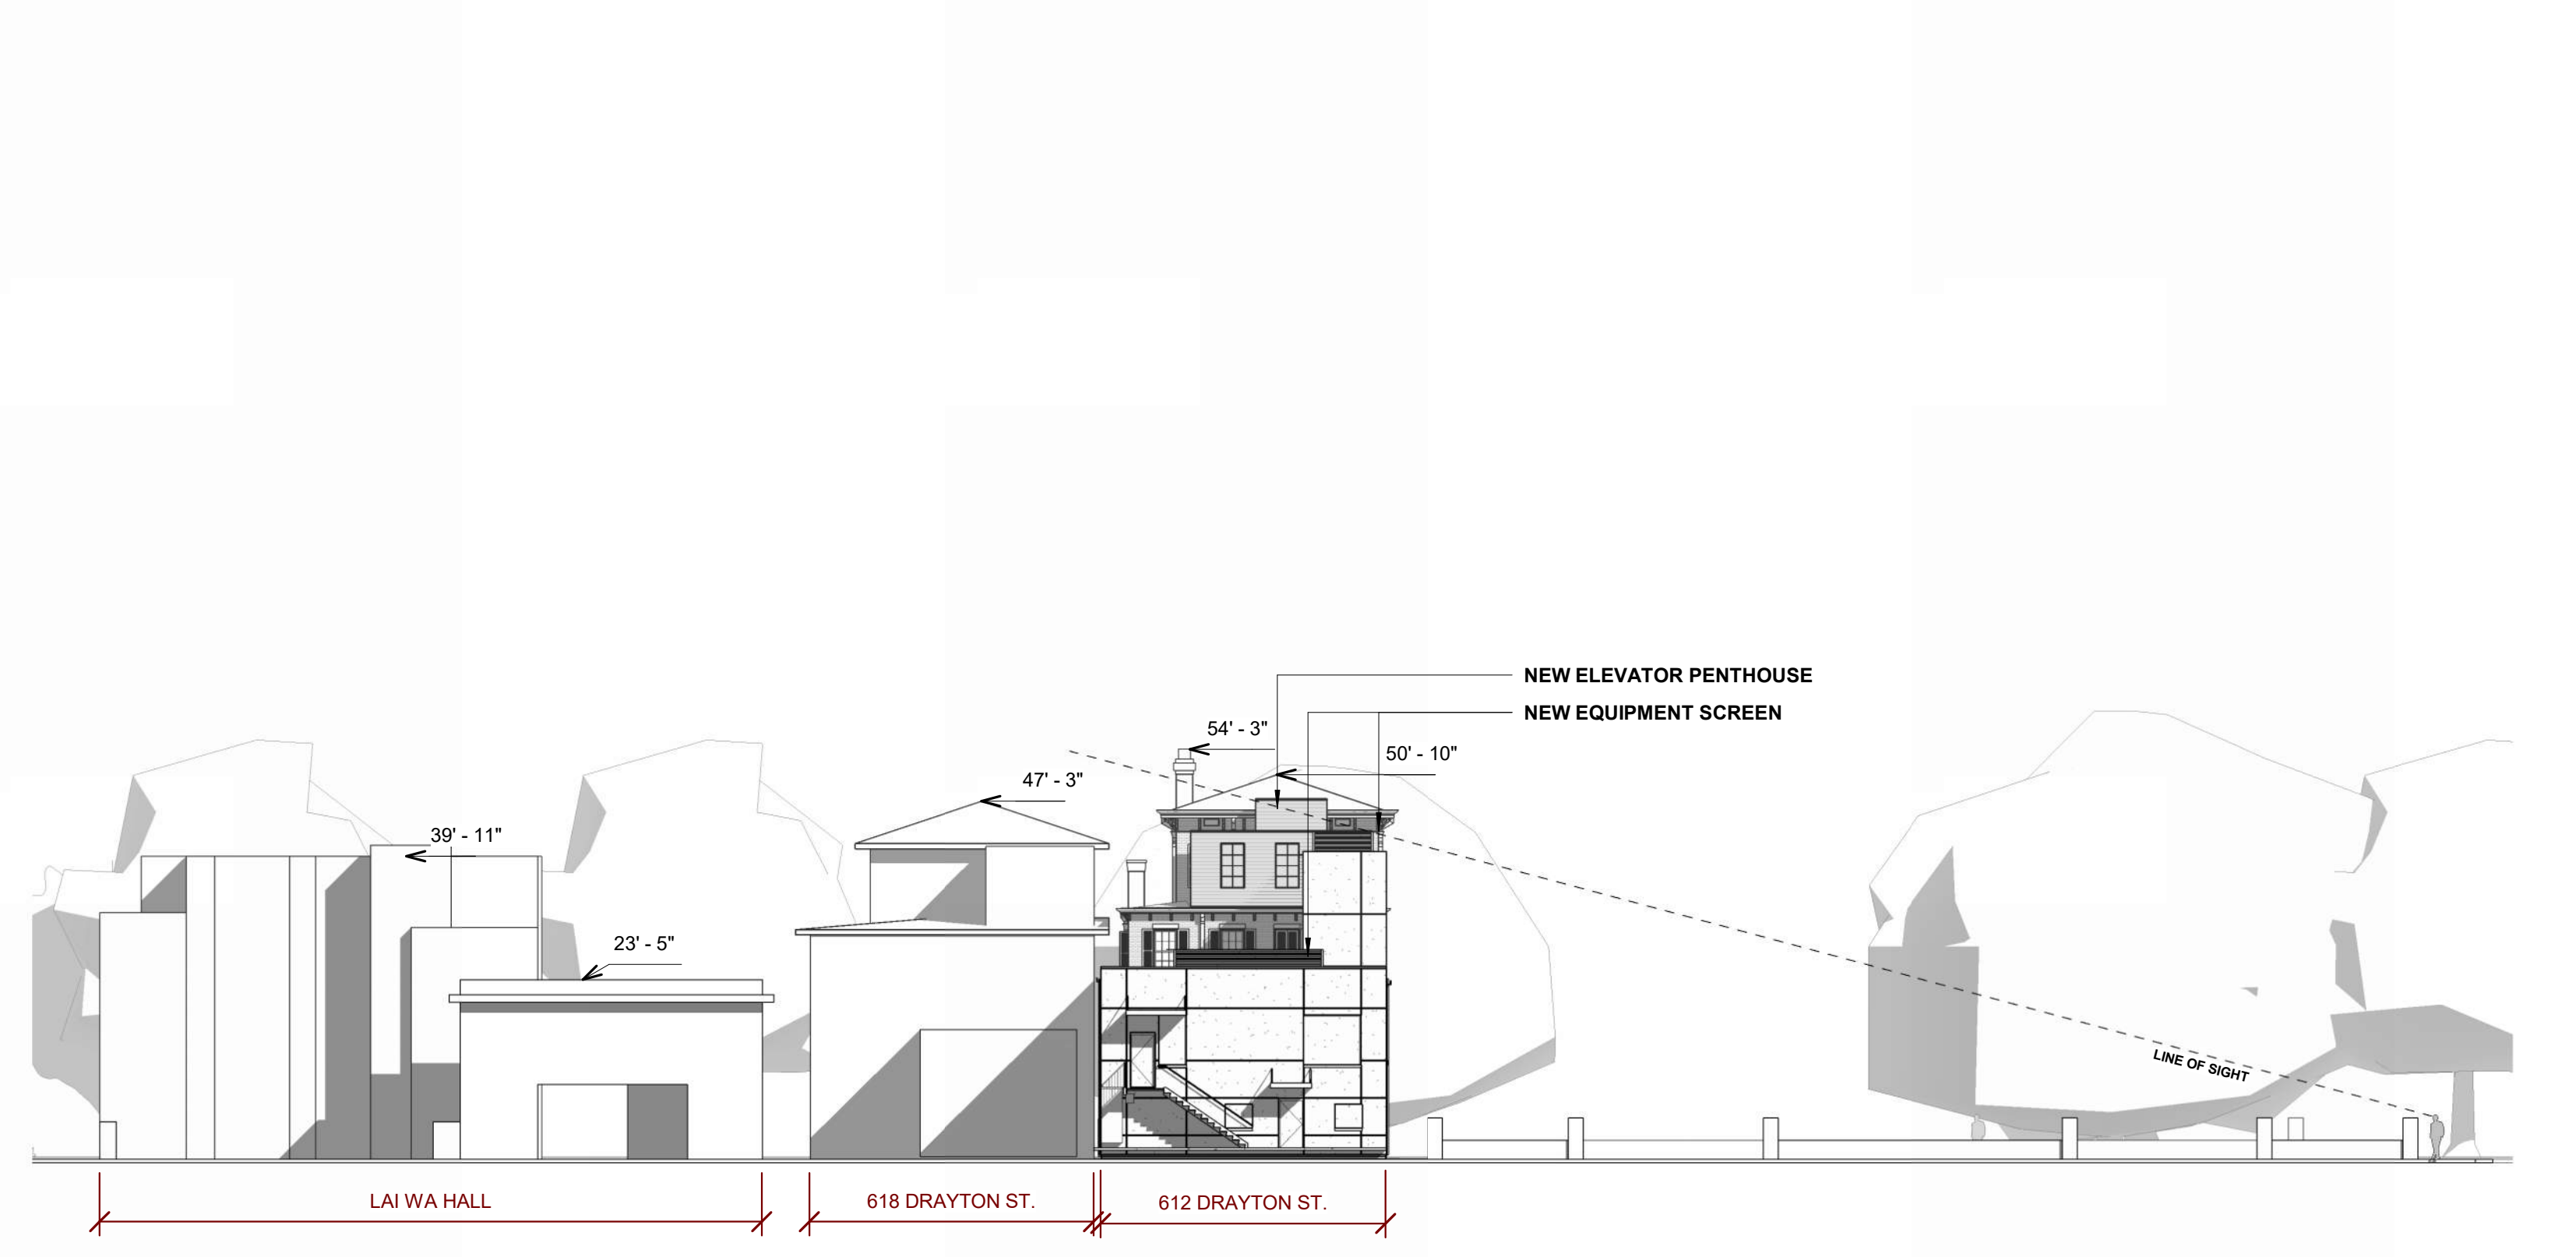 NEW ELEVATOR PENTHOUSE
NEW EQUIPMENT SCREEN
54' - 3"
50' - 10"
47' - 3"
39' - 11"
23' - 5"
LINE OF SIGHT
LAI WA HALL
618 DRAYTON ST.
612 DRAYTON ST.